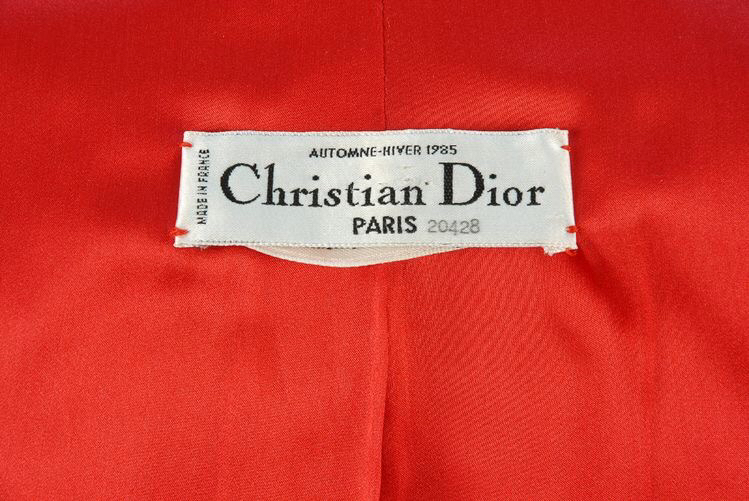 AUTOMNE-HIVER 1985
MADE IN FRANCE
Christian Dior
PARIS 20428